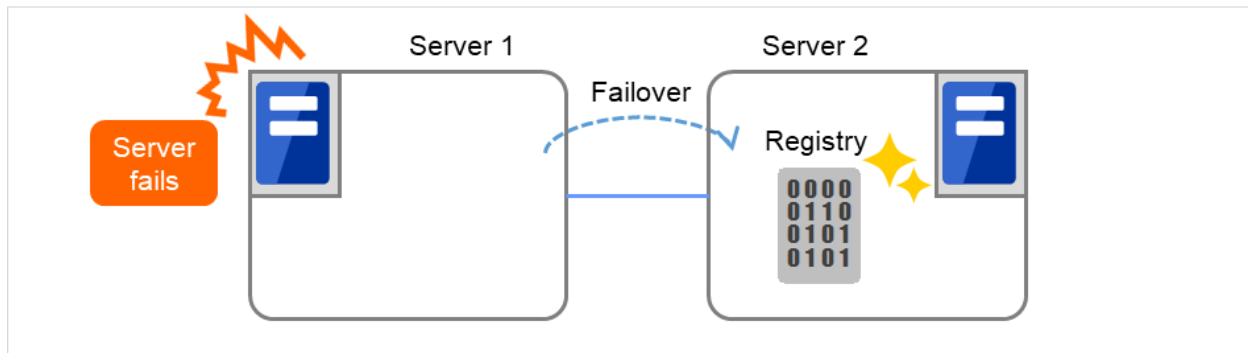 Server 1
Server 2
Failover
Server
fails
Registry
0000
0110
0101
0101